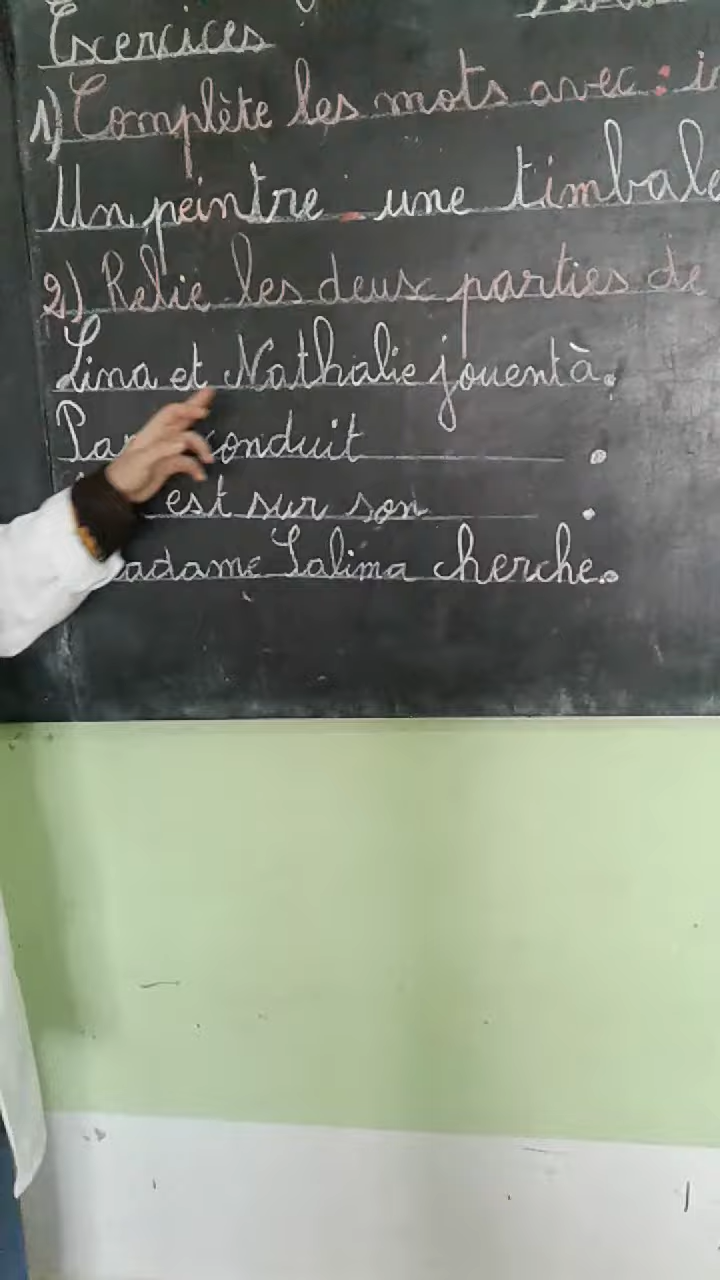 Exercices
1) Complète les mots avec : i
Un peintre - une timbale
2) Relie les deux parties de
Lina et Nathalie jouent à.
conduit .
est sur son .
adame Salima cherche.